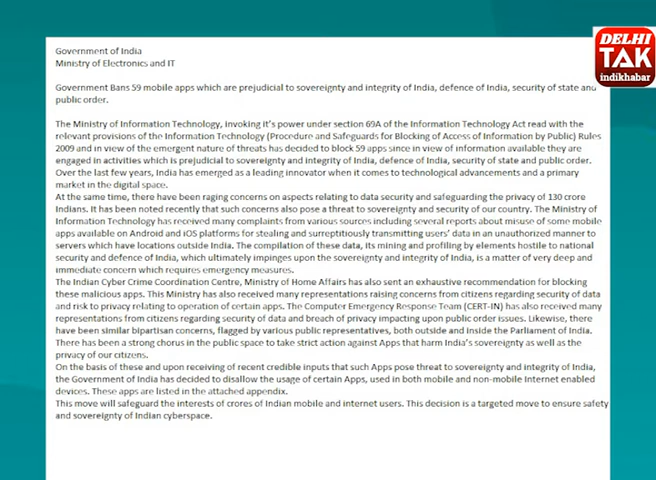 Government of India
Ministry of Electronics and IT
Government Bans 59 mobile apps which are prejudicial to sovereignty and integrity of India, defence of India, security of state and
public order.
The Ministry of Information Technology, invoking it's power under section 69A of the Information Technology Act read with the
relevant provisions of the Information Technology (Procedure and Safeguards for Blocking of Access of Information by Public) Rules
2009 and in view of the emergent nature of threats has decided to block 59 apps since in view of information available they are
engaged in activities which is prejudicial to sovereignty and integrity of India, defence of India, security of state and public order.
Over the last few years, India has emerged as a leading innovator when it comes to technological advancements and a primary
market in the digital space.
At the same time, there have been raging concerns on aspects relating to data security and safeguarding the privacy of 130 crore
Indians. It has been noted recently that such concerns also pose a threat to sovereignty and security of our country. The Ministry of
Information Technology has received many complaints from various sources including several reports about misuse of some mobile
apps available on Android and iOS platforms for stealing and surreptitiously transmitting users' data in an unauthorized manner to
servers which have locations outside India. The compilation of these data, its mining and profiling by elements hostile to national
security and defence of India, which ultimately impinges upon the sovereignty and integrity of India, is a matter of very deep and
immediate concern which requires emergency measures.
The Indian Cyber Crime Coordination Centre, Ministry of Home Affairs has also sent an exhaustive recommendation for blocking
these malicious apps. This Ministry has also received many representations raising concerns from citizens regarding security of data
and risk to privacy relating to operation of certain apps. The Computer Emergency Response Team (CERT-IN) has also received many
representations from citizens regarding security of data and breach of privacy impacting upon public order issues. Likewise, there
have been similar bipartisan concerns, flagged by various public representatives, both outside and inside the Parliament of India.
There has been a strong chorus in the public space to take strict action against Apps that harm India's sovereignty as well as the
privacy of our citizens.
On the basis of these and upon receiving of recent credible inputs that such Apps pose threat to sovereignty and integrity of India,
the Government of India has decided to disallow the usage of certain Apps, used in both mobile and non-mobile Internet enabled
devices. These apps are listed in the attached appendix.
This move will safeguard the interests of crores of Indian mobile and internet users. This decision is a targeted move to ensure safety
and sovereignty of Indian cyberspace.
DELHI
TAK
indikhabar